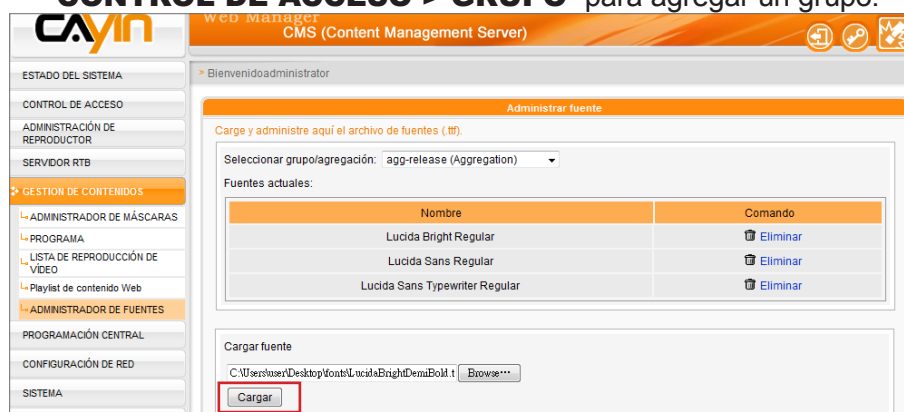 CONTROL DE ACCESO > GRUPO" para agregar un grupo.
CAYIN
Web Manager
CMS (Content Management Server)
ESTADO DEL SISTEMA
CONTROL DE ACCESO
ADMINISTRACIÓN DE
REPRODUCTOR
SERVIDOR RTB
GESTIÓN DE CONTENIDOS
ADMINISTRADOR DE MÁSCARAS
PROGRAMA
LISTA DE REPRODUCCIÓN DE
VÍDEO
Playlist de contenido Web
ADMINISTRADOR DE FUENTES
PROGRAMACIÓN CENTRAL
CONFIGURACIÓN DE RED
SISTEMA
> Bienvenidoadministrator
Administrar fuente
Carge y administre aquí el archivo de fuentes (.ttf).
Seleccionar grupo/agregación: agg-release (Aggregation)
Fuentes actuales:
Nombre Comando
Lucida Bright Regular Eliminar
Lucida Sans Regular Eliminar
Lucida Sans Typewriter Regular Eliminar
Cargar fuente
C:\Users\user\Desktop\fonts\LucidaBrightDemiBold.t Browse···
Cargar